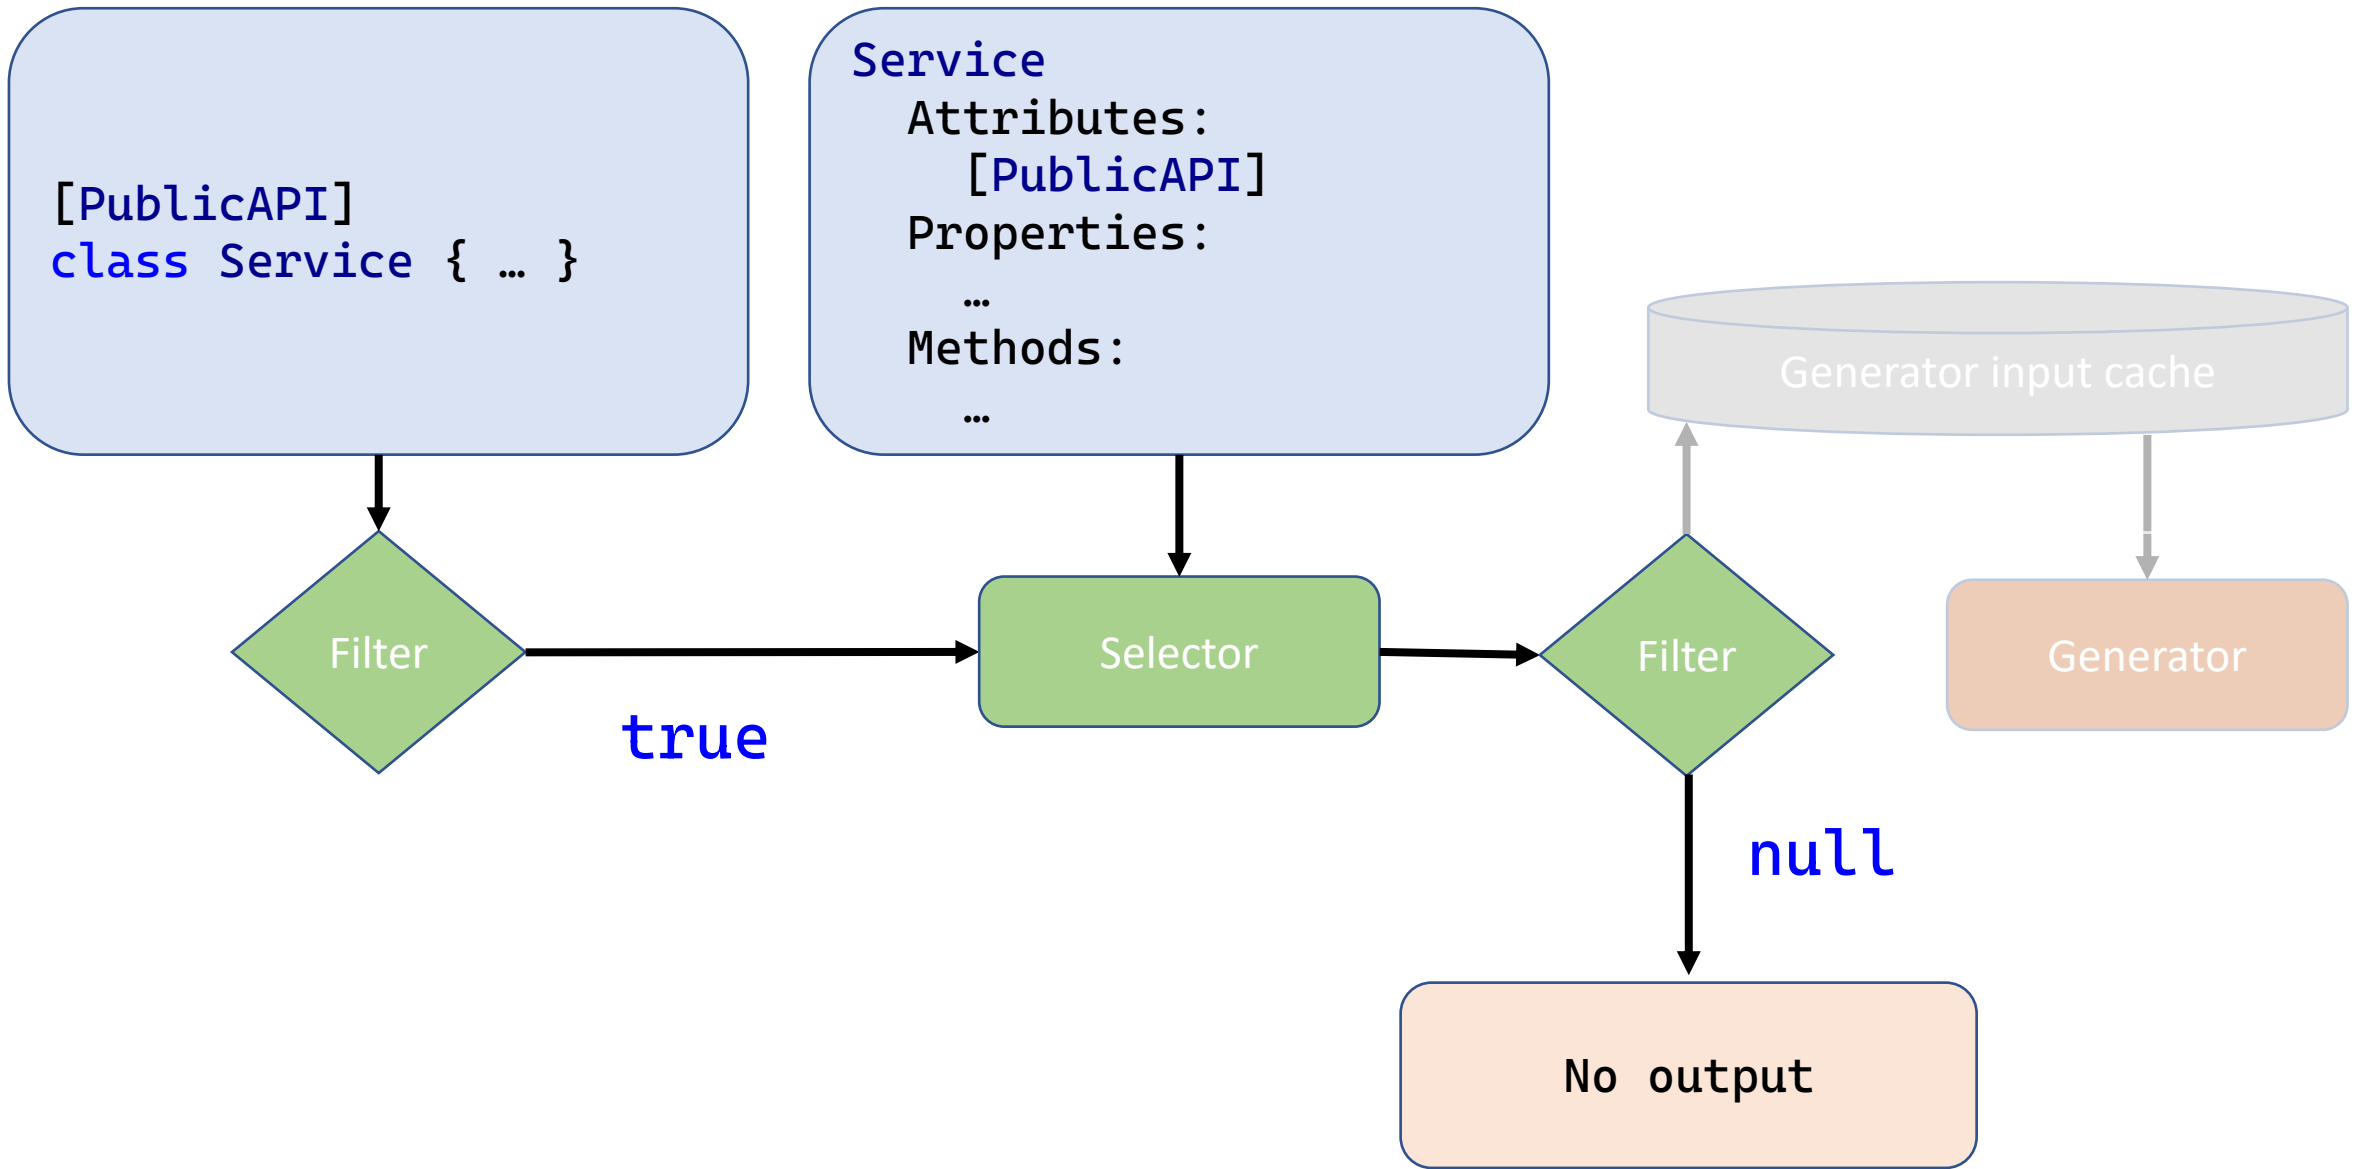 [PublicAPI]
class Service { … }
Service
Attributes:
[PublicAPI]
Properties:
…
Methods:
…
Generator input cache
Filter
Selector
Filter
Generator
true
null
No output